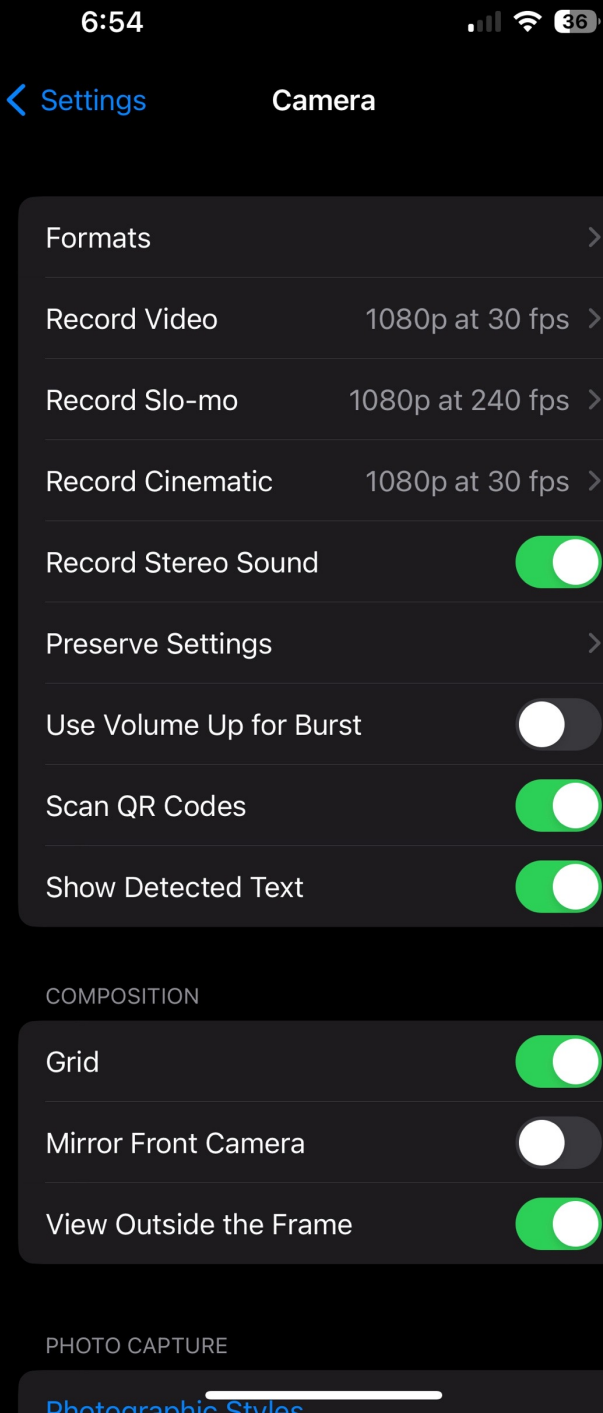 6:54
36
Settings
Camera
Formats
Record Video 1080p at 30 fps
Record Slo-mo 1080p at 240 fps
Record Cinematic 1080p at 30 fps
Record Stereo Sound
Preserve Settings
Use Volume Up for Burst
Scan QR Codes
Show Detected Text
COMPOSITION
Grid
Mirror Front Camera
View Outside the Frame
PHOTO CAPTURE
Photographic Styles